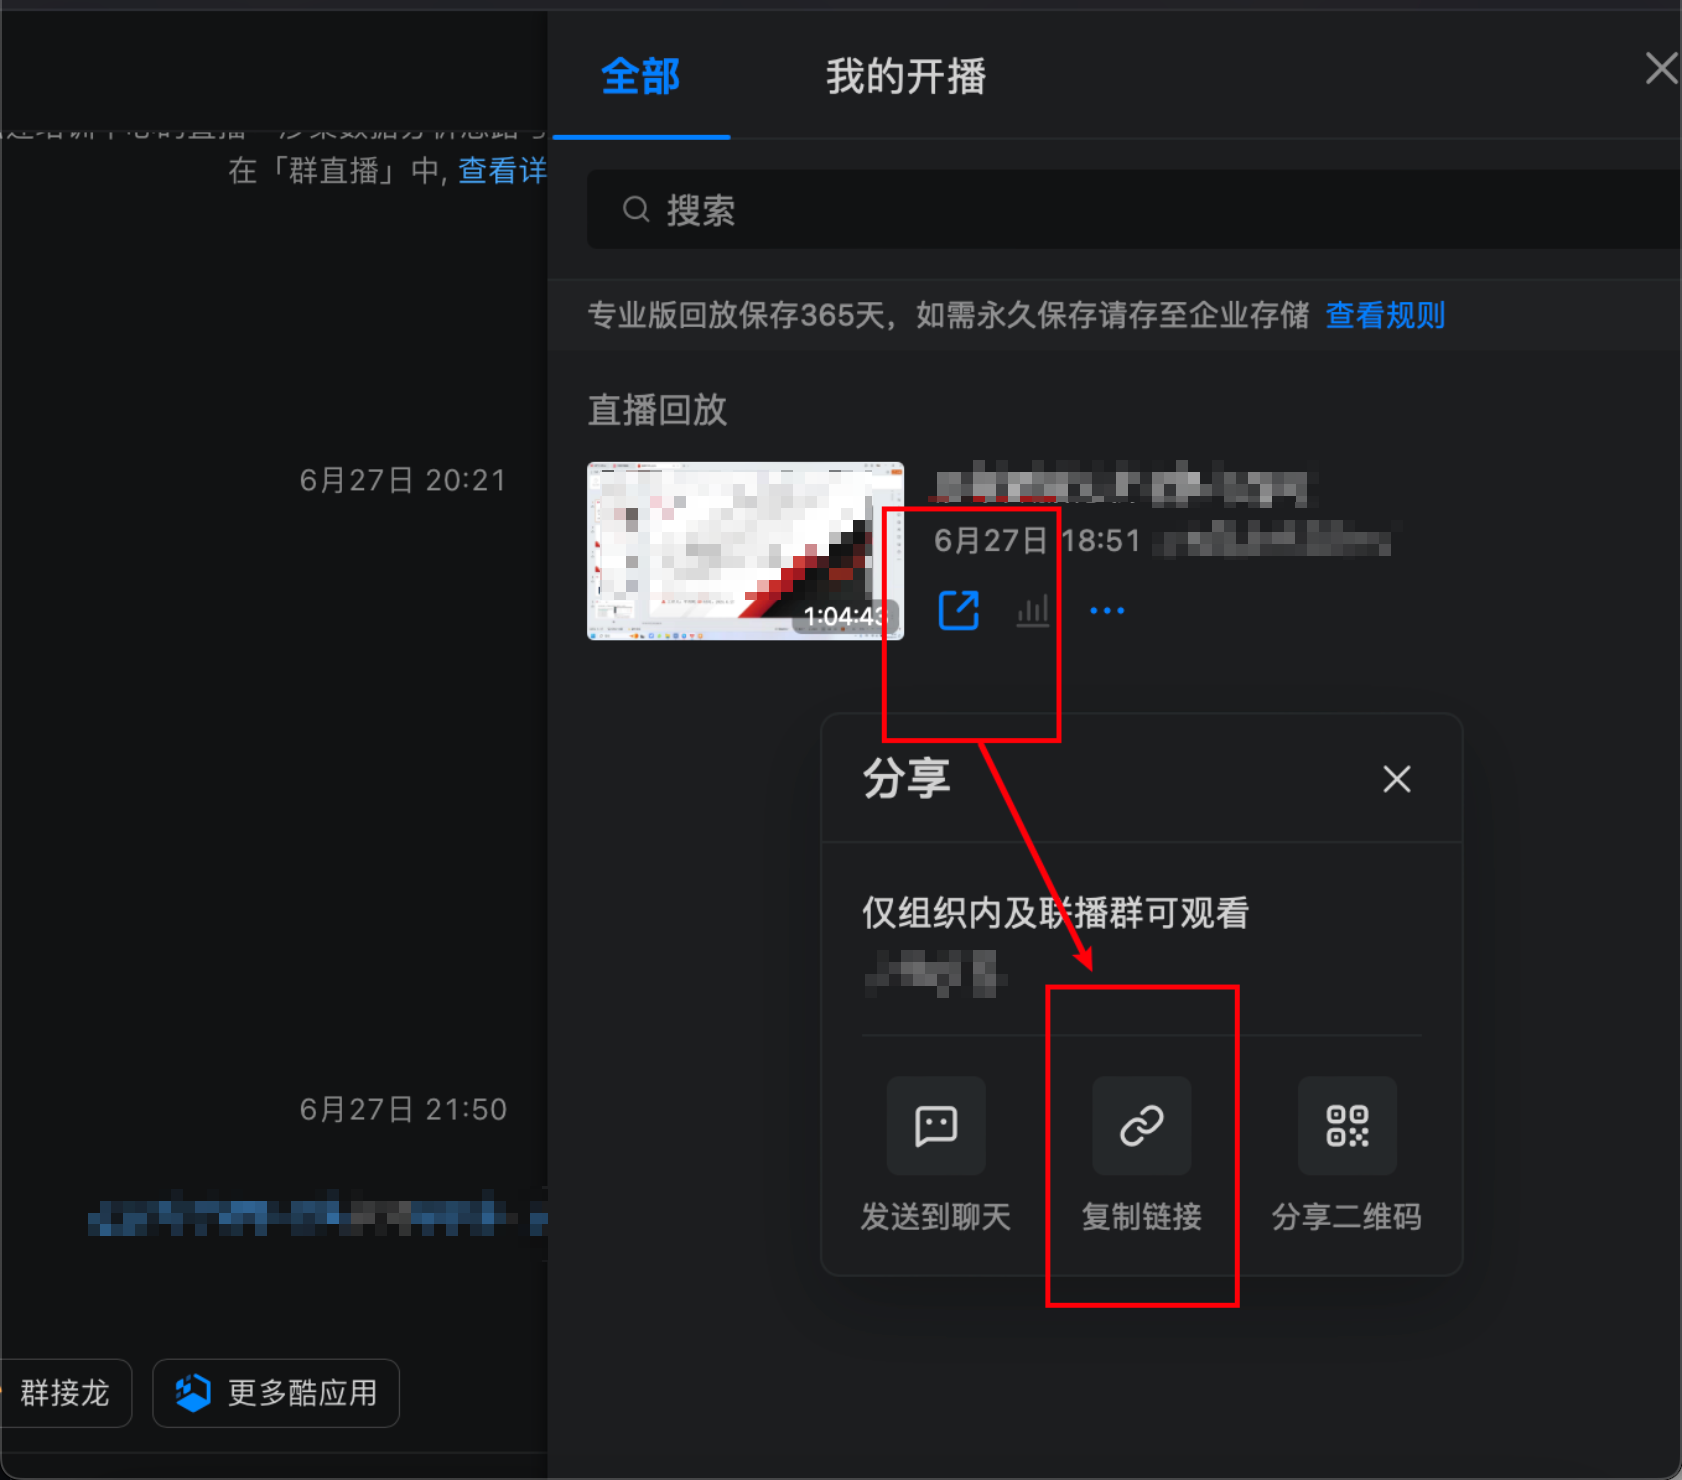 全部
我的开播
在「群直播」中, 查看详
搜索
专业版回放保存365天，如需永久保存请存至企业存储 查看规则
直播回放
6月27日 20:21
6月27日 18:51
1:04:43
分享
仅组织内及联播群可观看
6月27日 21:50
发送到聊天
复制链接
分享二维码
群接龙
更多酷应用